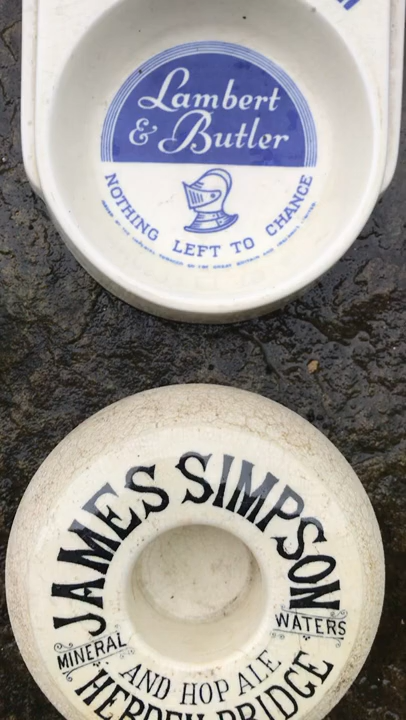 Lambert
& Butler
NOTHING LEFT TO CHANCE
JAMES SIMPSON
MINERAL WATERS
AND HOP ALE
HEBDEN BRIDGE